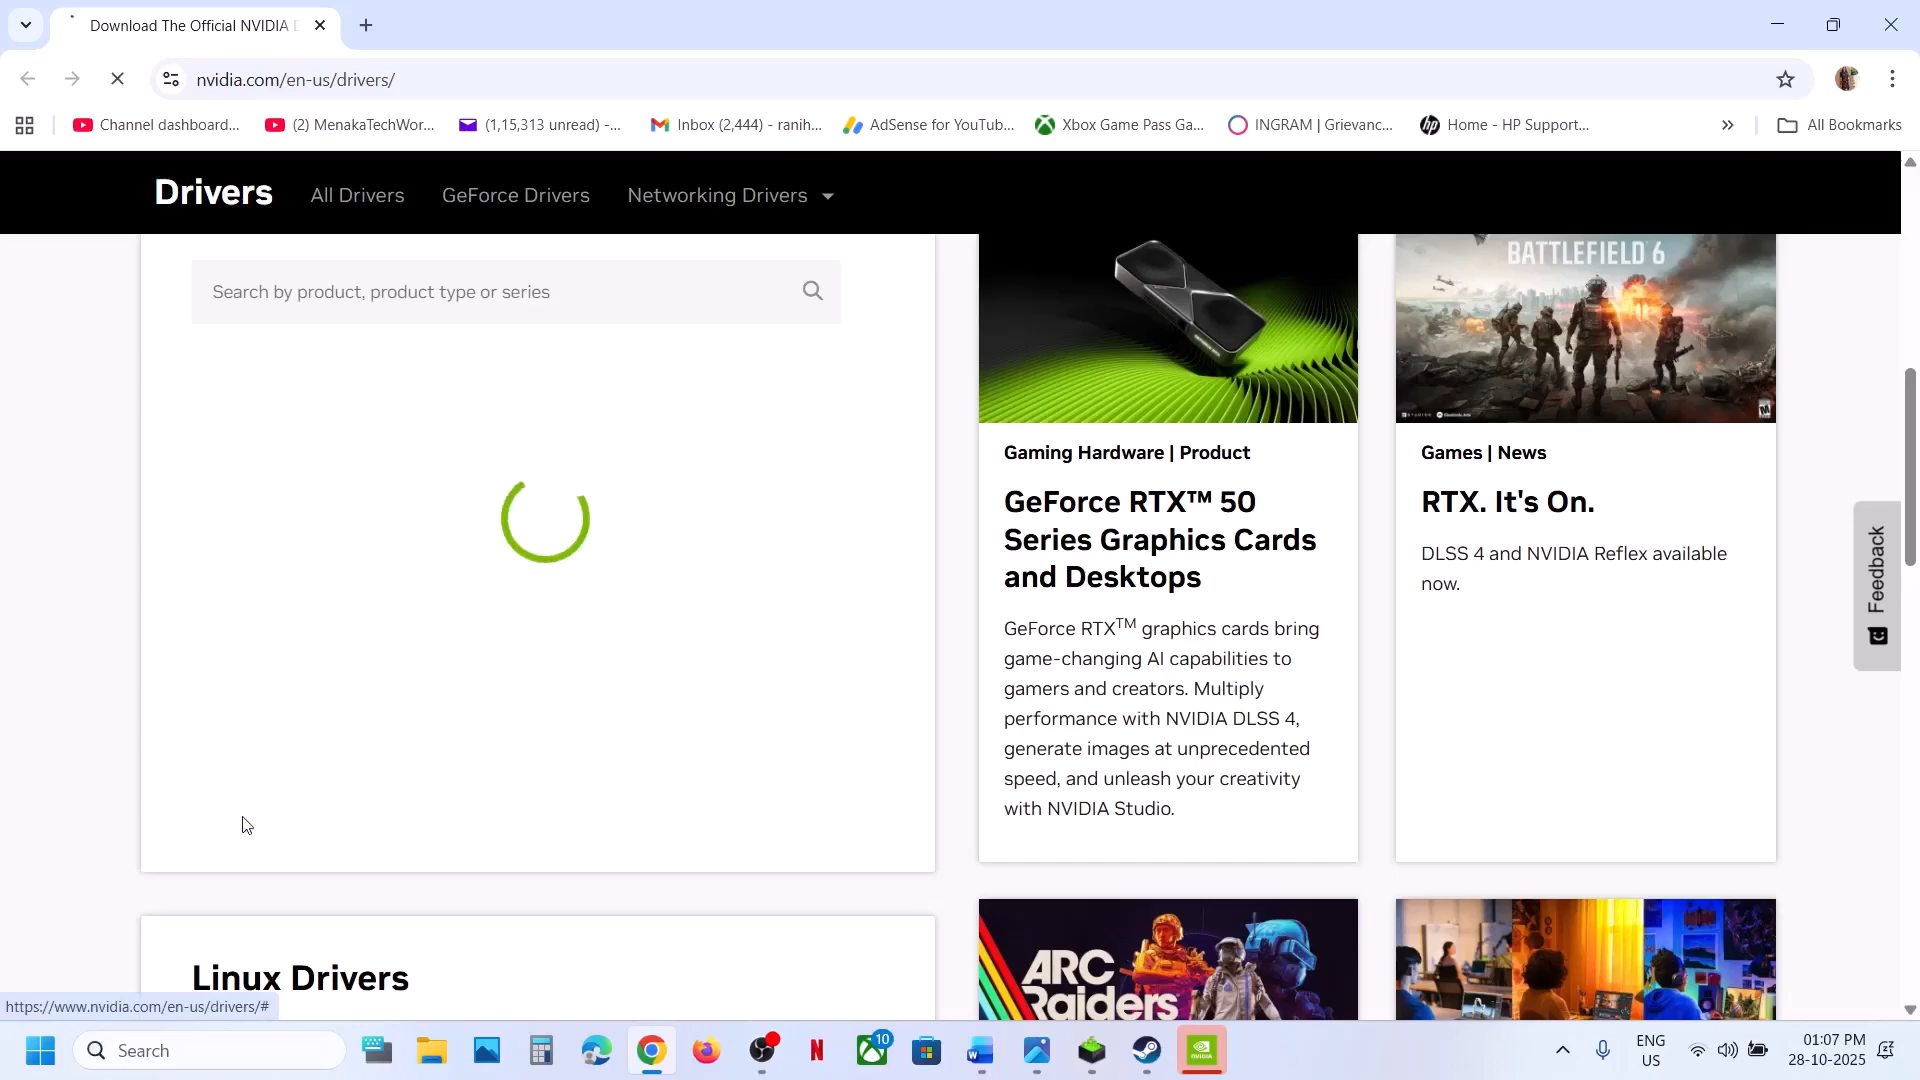 Download The Official NVIDIA D
nvidia.com/en-us/drivers/
Channel dashboard...
(2) MenakaTechWor...
(1,15,313 unread) -...
Inbox (2,444) - ranih...
AdSense for YouTub...
Xbox Game Pass Ga...
INGRAM | Grievanc...
Home - HP Support...
All Bookmarks
Drivers
All Drivers
GeForce Drivers
Networking Drivers
Search by product, product type or series
BATTLEFIELD 6
Gaming Hardware | Product
GeForce RTX™ 50
Series Graphics Cards
and Desktops
GeForce RTX™ graphics cards bring
game-changing AI capabilities to
gamers and creators. Multiply
performance with NVIDIA DLSS 4,
generate images at unprecedented
speed, and unleash your creativity
with NVIDIA Studio.
Games | News
RTX. It's On.
DLSS 4 and NVIDIA Reflex available
now.
Feedback
Linux Drivers
ARC
Raiders
https://www.nvidia.com/en-us/drivers/#
Search
10
ENG
US
01:07 PM
28-10-2025